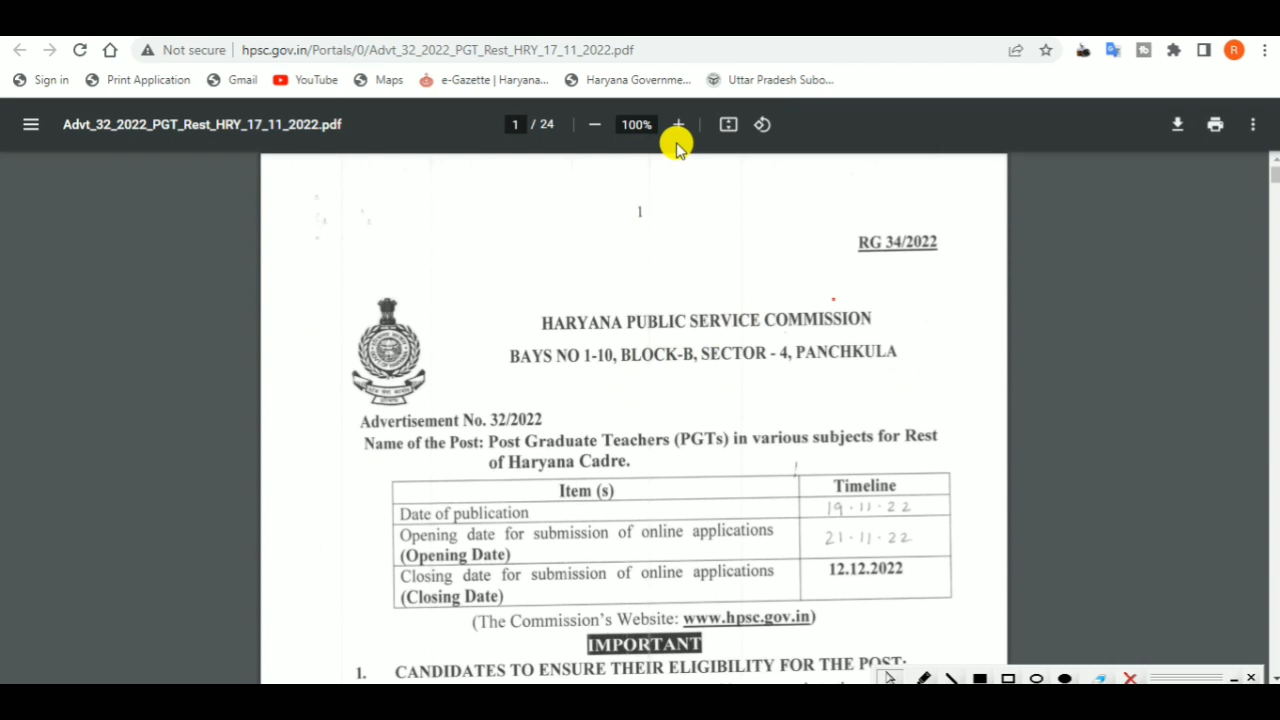 Not secure | hpsc.gov.in/Portals/0/Advt_32_2022_PGT_Rest_HRY_17_11_2022.pdf
R
Sign in Print Application Gmail YouTube Maps e-Gazette | Haryana... Haryana Governme... Uttar Pradesh Subo...
Advt_32_2022_PGT_Rest_HRY_17_11_2022.pdf 1 / 24 100%
1
RG 34/2022
HARYANA PUBLIC SERVICE COMMISSION
BAYS NO 1-10, BLOCK-B, SECTOR - 4, PANCHKULA
Advertisement No. 32/2022
Name of the Post: Post Graduate Teachers (PGTs) in various subjects for Rest
of Haryana Cadre.
Item (s) Timeline
Date of publication 19.11.22
Opening date for submission of online applications 21.11.22
(Opening Date)
Closing date for submission of online applications 12.12.2022
(Closing Date)
(The Commission's Website: www.hpsc.gov.in)
IMPORTANT
1. CANDIDATES TO ENSURE THEIR ELIGIBILITY FOR THE POST: